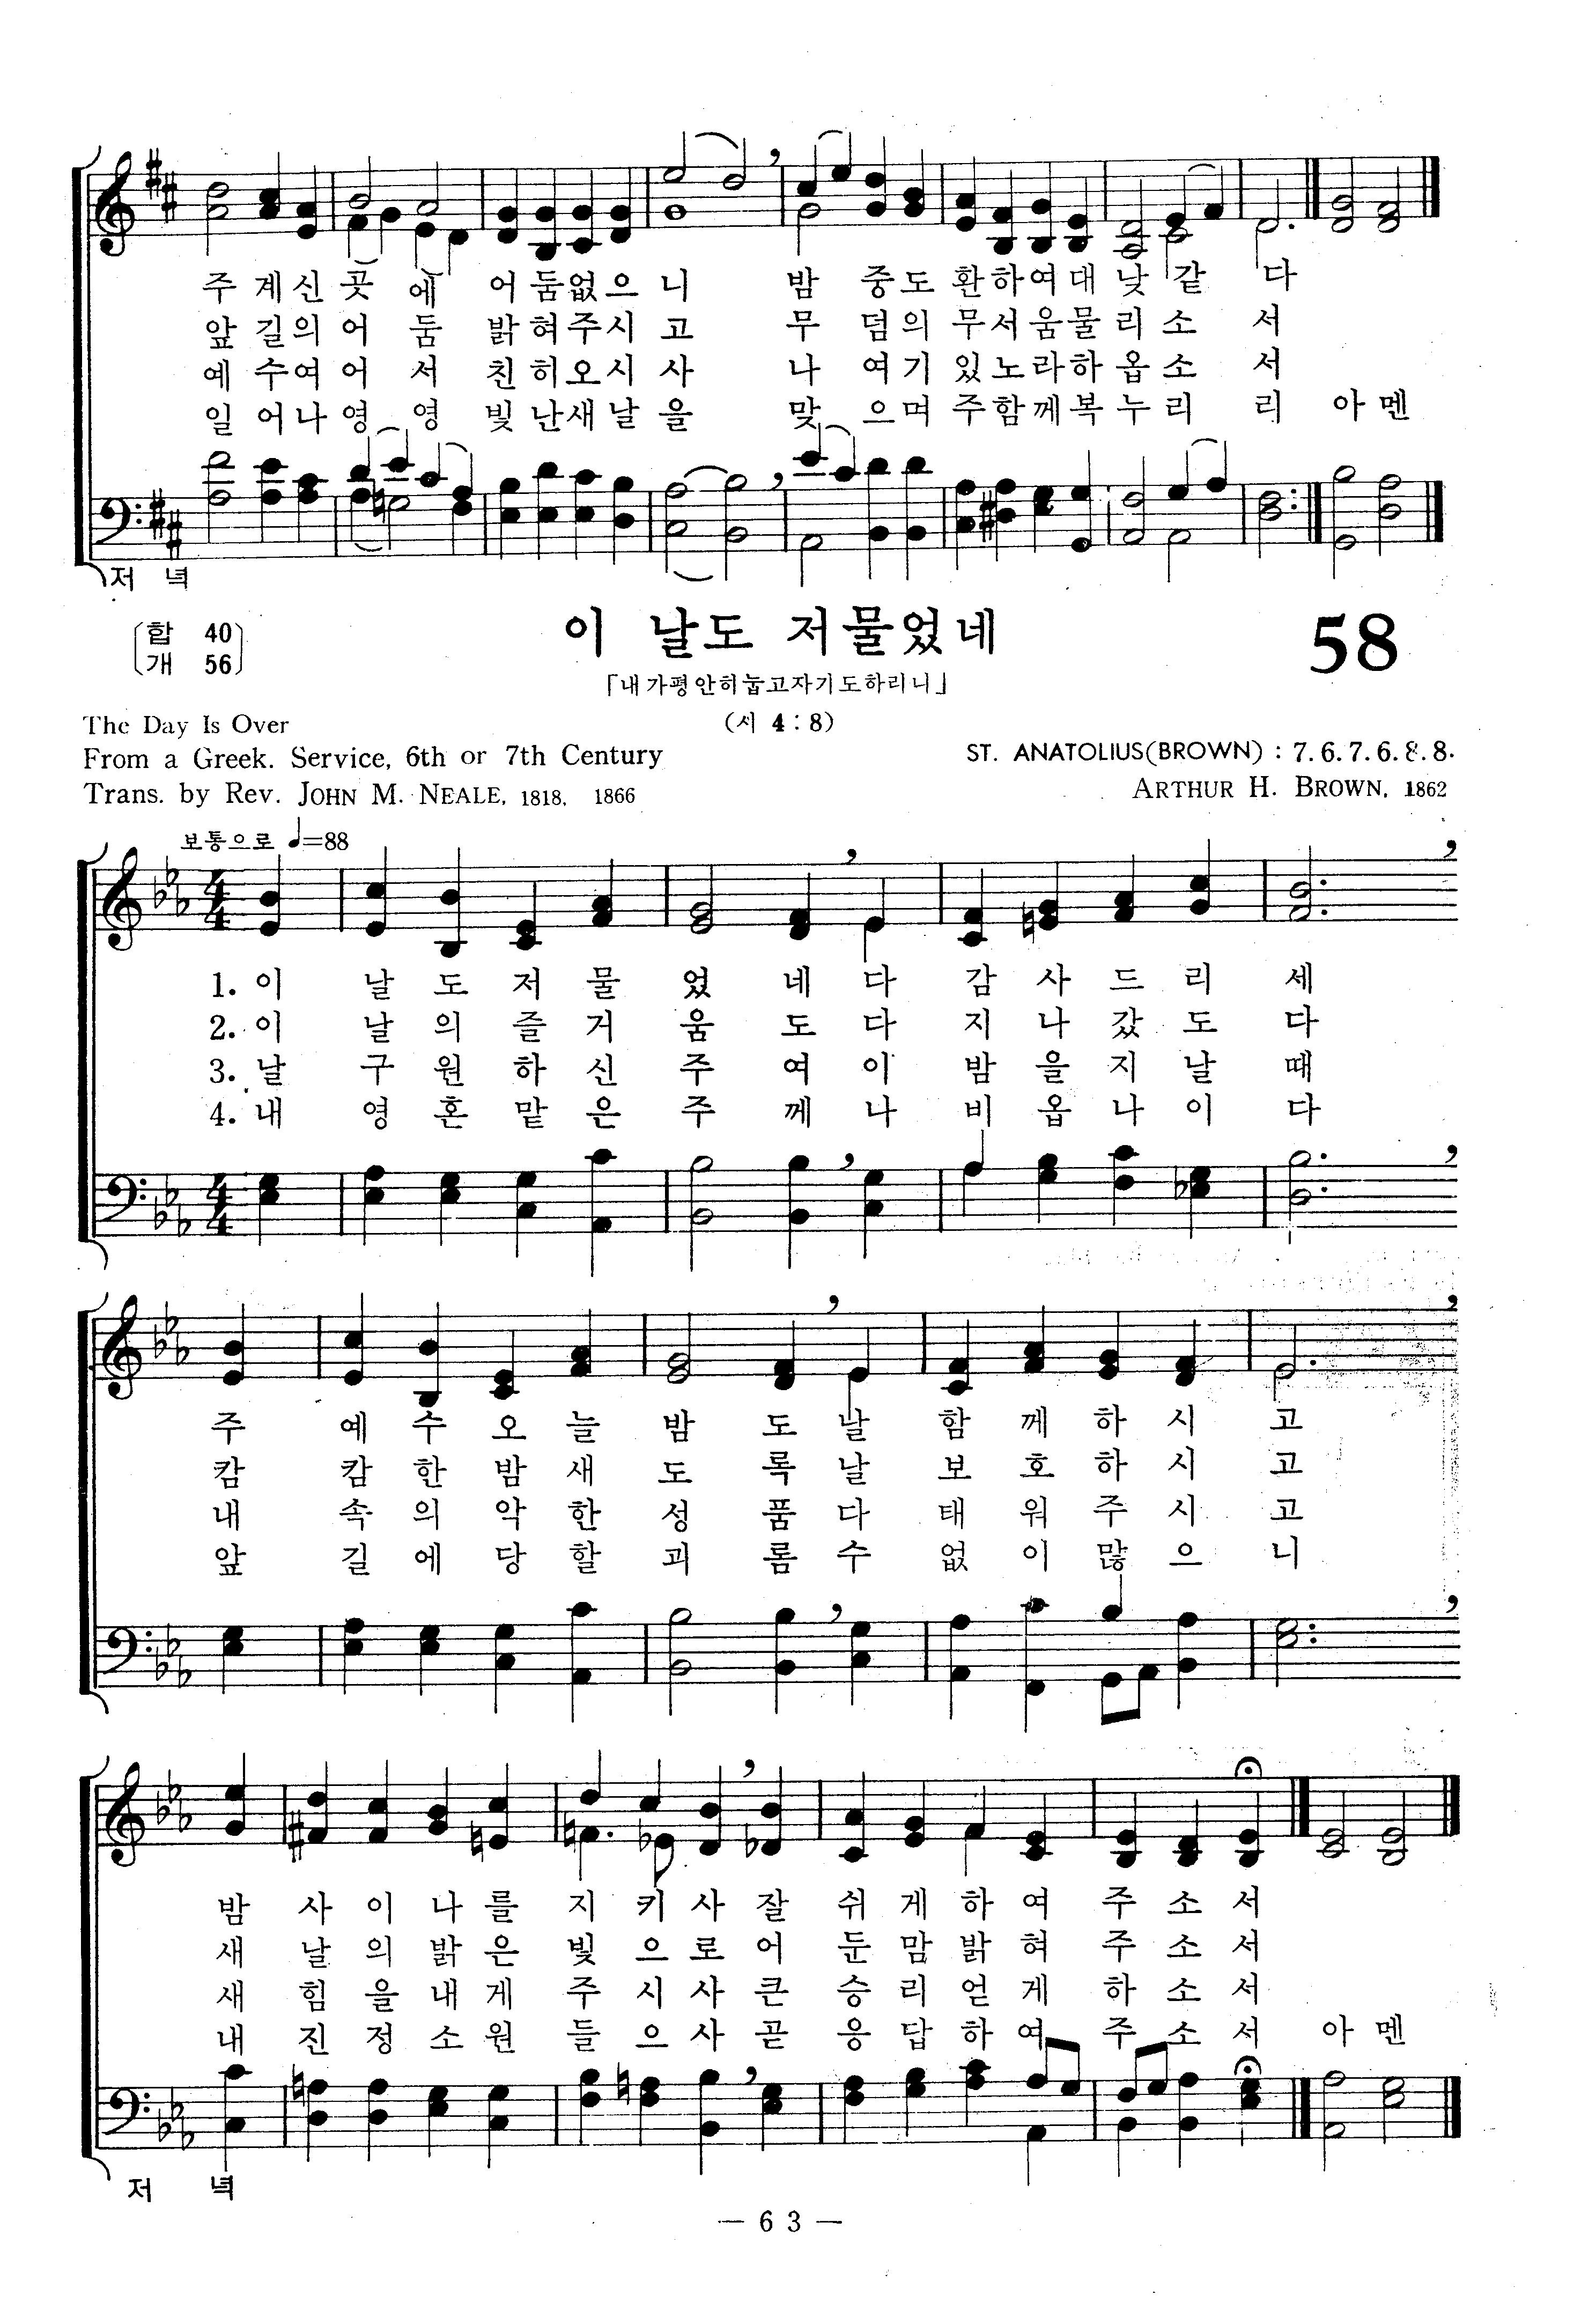 주 계신 곳 에 어 둠없으 니 밤 중도 환하여대 낮 같 다
앞 길의 어 둠 밝혀주시 고 무 덤의 무서움물 리 소 서
예 수여 어 서 친히오시 사 나 여기 있노라하 옵 소 서
일 어나 영 영 빛난새날 을 맞 으며 주함께복 누 리 리 아 멘
저 녁
합 40
개 56
이 날도 저물었네
58
「내가평안히눕고자기도하리니」
The Day Is Over
(시 4 : 8)
From a Greek. Service, 6th or 7th Century
ST. ANATOLIUS(BROWN) : 7.6.7.6.8.8.
Trans. by Rev. JOHN M. NEALE, 1818, 1866
ARTHUR H. BROWN, 1862
보통으로 ♩=88
1. 이 날 도 저 물 었 네 다 감 사 드 리 세
2. 이 날 의 즐 거 움 도 다 지 나 갔 도 다
3. 날 구 원 하 신 주 여 이 밤 을 지 날 때
4. 내 영 혼 맡 은 주 께 나 비 옵 나 이 다
주 예 수 오 늘 밤 도 날 함 께 하 시 고
캄 캄 한 밤 새 도 록 날 보 호 하 시 고
내 속 의 악 한 성 품 다 태 워 주 시 고
앞 길 에 당 할 괴 롬 수 없 이 많 으 니
밤 사 이 나 를 지 키 사 잘 쉬 게 하 여 주 소 서
새 날 의 밝 은 빛 으 로 어 둔 맘 밝 혀 주 소 서
새 힘 을 내 게 주 시 사 큰 승 리 얻 게 하 소 서
내 진 정 소 원 들 으 사 곧 응 답 하 여 주 소 서 아 멘
저 녁
— 6 3 —